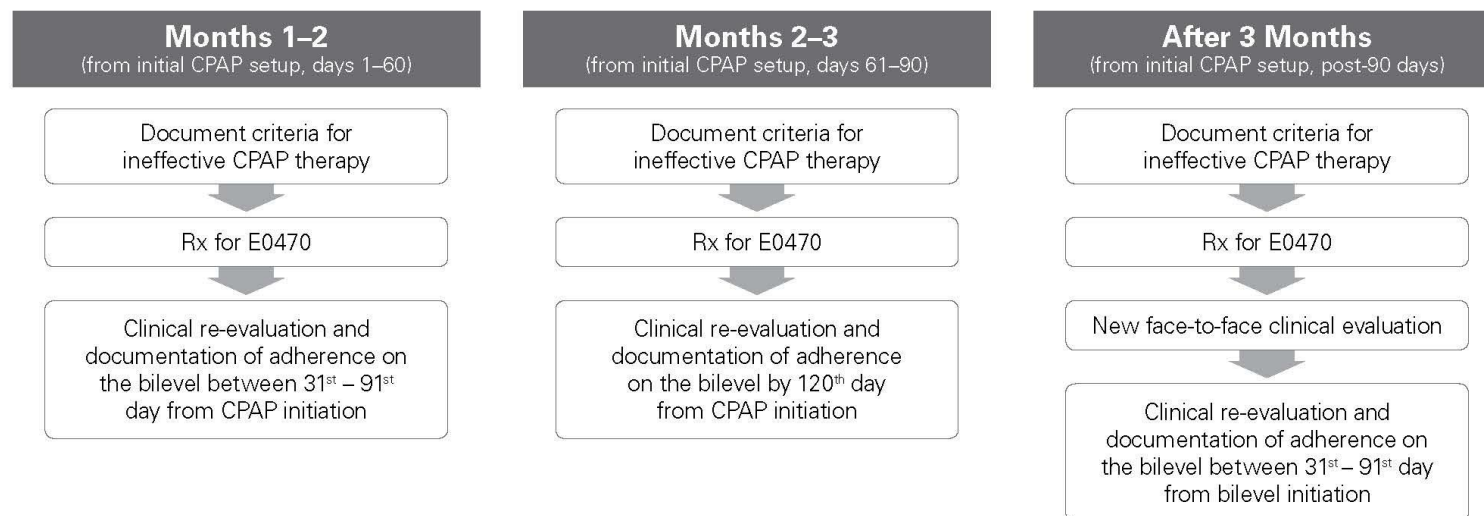 Months 1–2
(from initial CPAP setup, days 1–60)
Document criteria for
ineffective CPAP therapy
Rx for E0470
Clinical re-evaluation and
documentation of adherence on
the bilevel between 31st – 91st
day from CPAP initiation
Months 2–3
(from initial CPAP setup, days 61–90)
Document criteria for
ineffective CPAP therapy
Rx for E0470
Clinical re-evaluation and
documentation of adherence
on the bilevel by 120th day
from CPAP initiation
After 3 Months
(from initial CPAP setup, post-90 days)
Document criteria for
ineffective CPAP therapy
Rx for E0470
New face-to-face clinical evaluation
Clinical re-evaluation and
documentation of adherence on
the bilevel between 31st – 91st day
from bilevel initiation